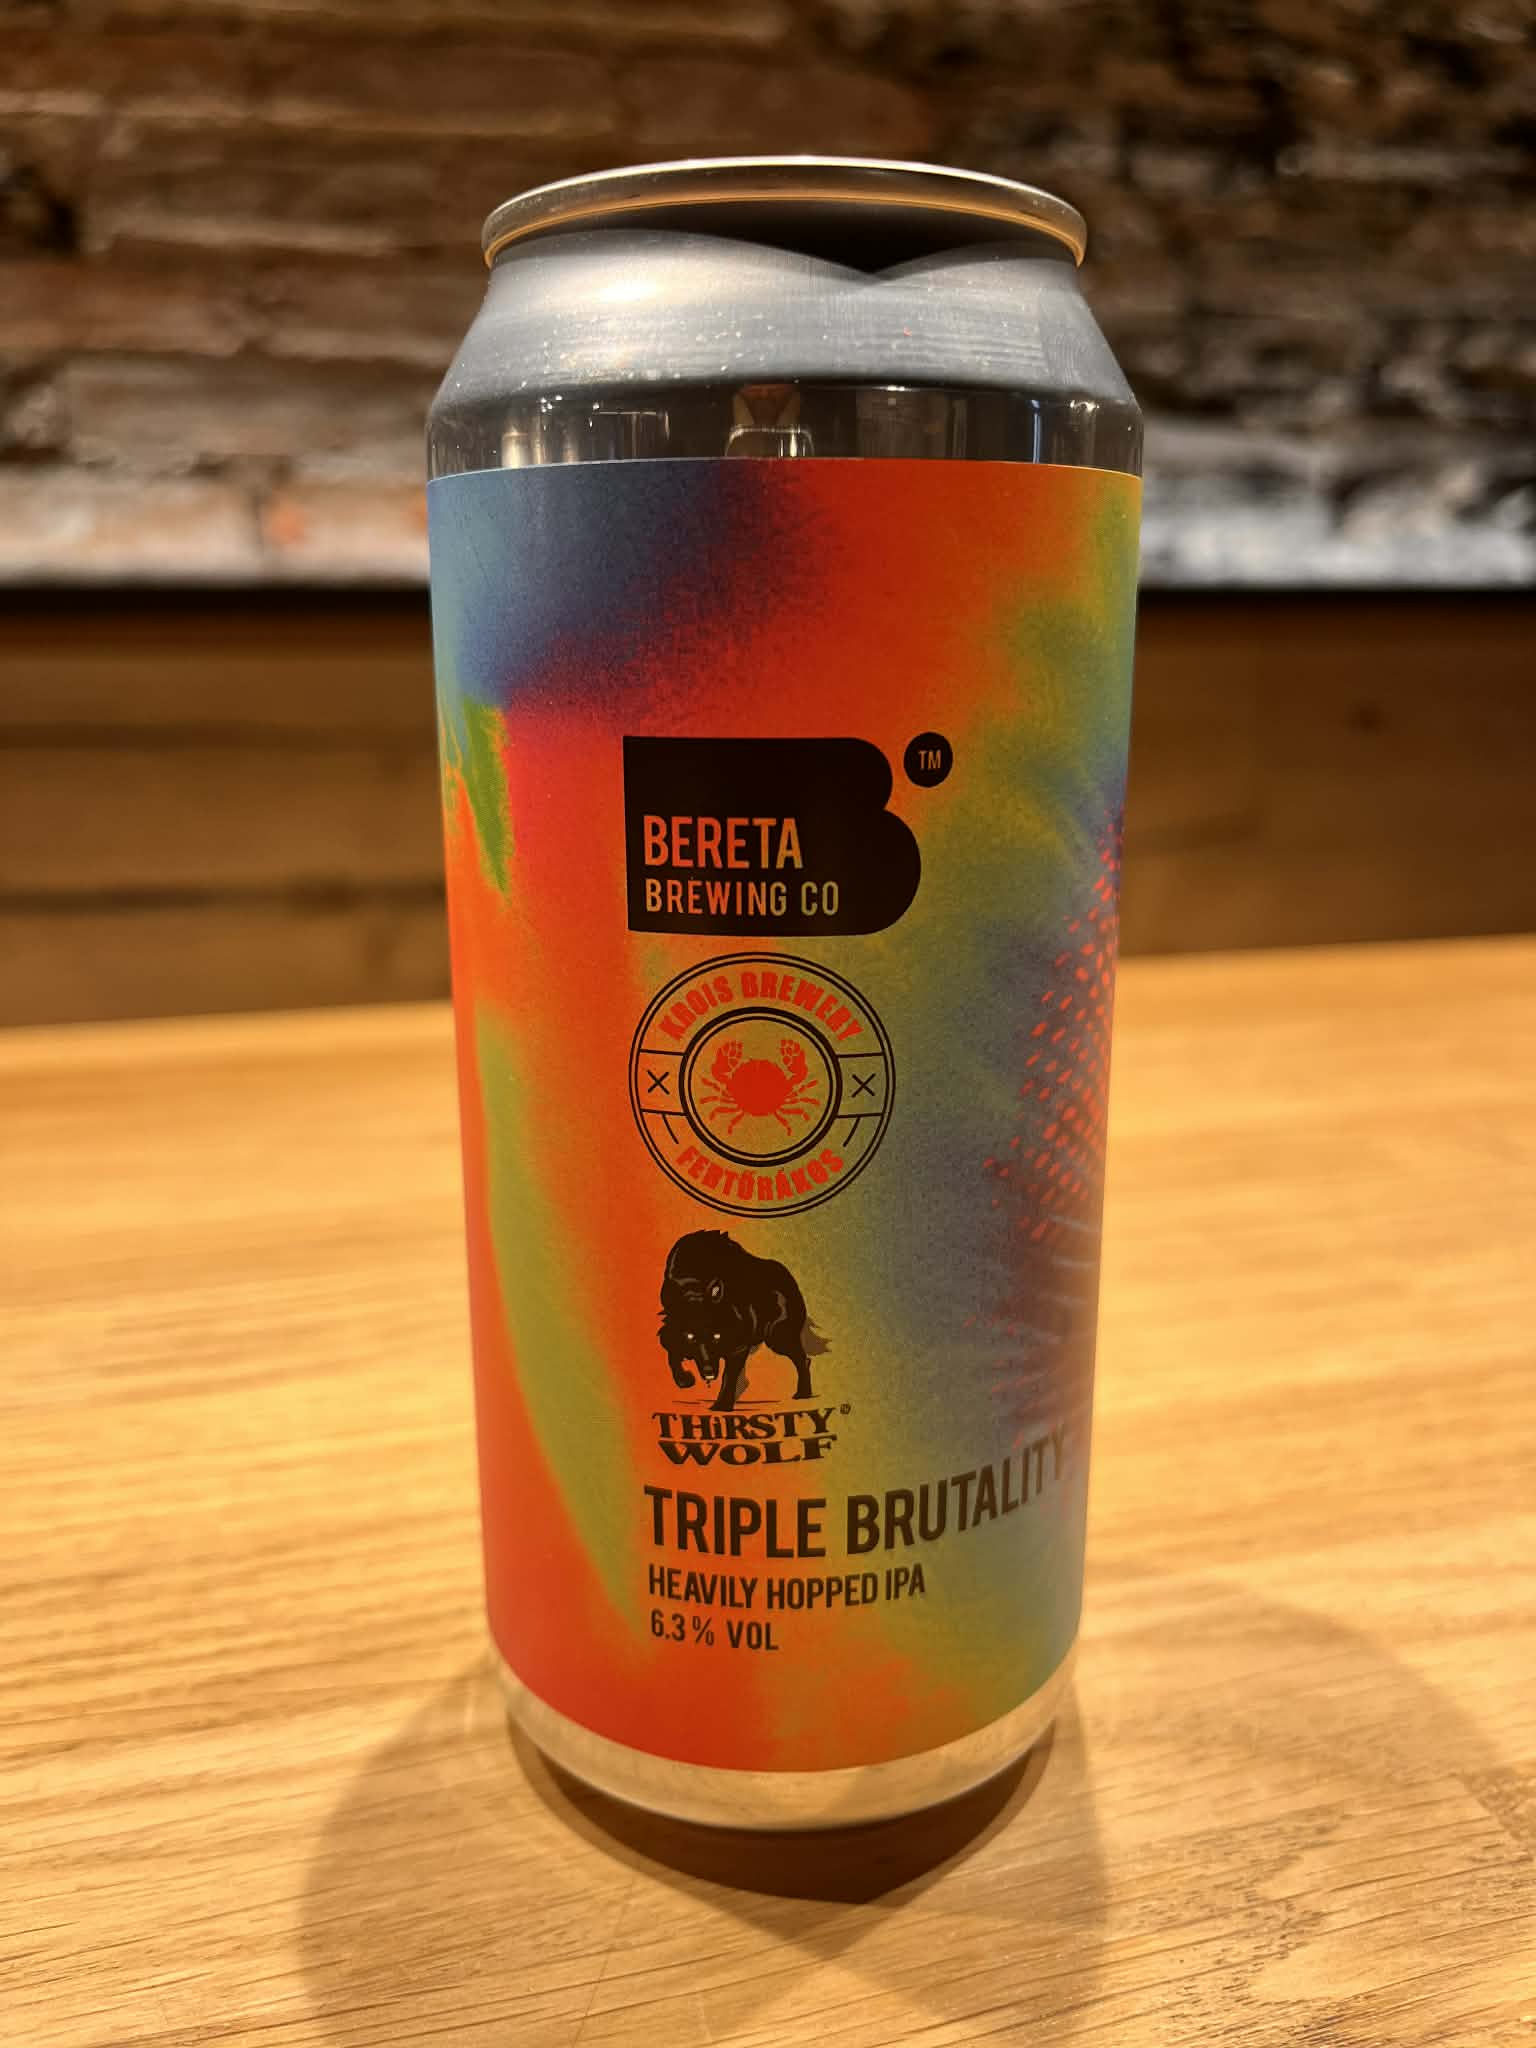 TM
BERETA
BREWING CO
KROIS BREWERY
X X
FERTŐRÁKOS
THiRSTY ®
WOLF
TRIPLE BRUTALITY
HEAVILY HOPPED IPA
6.3% VOL